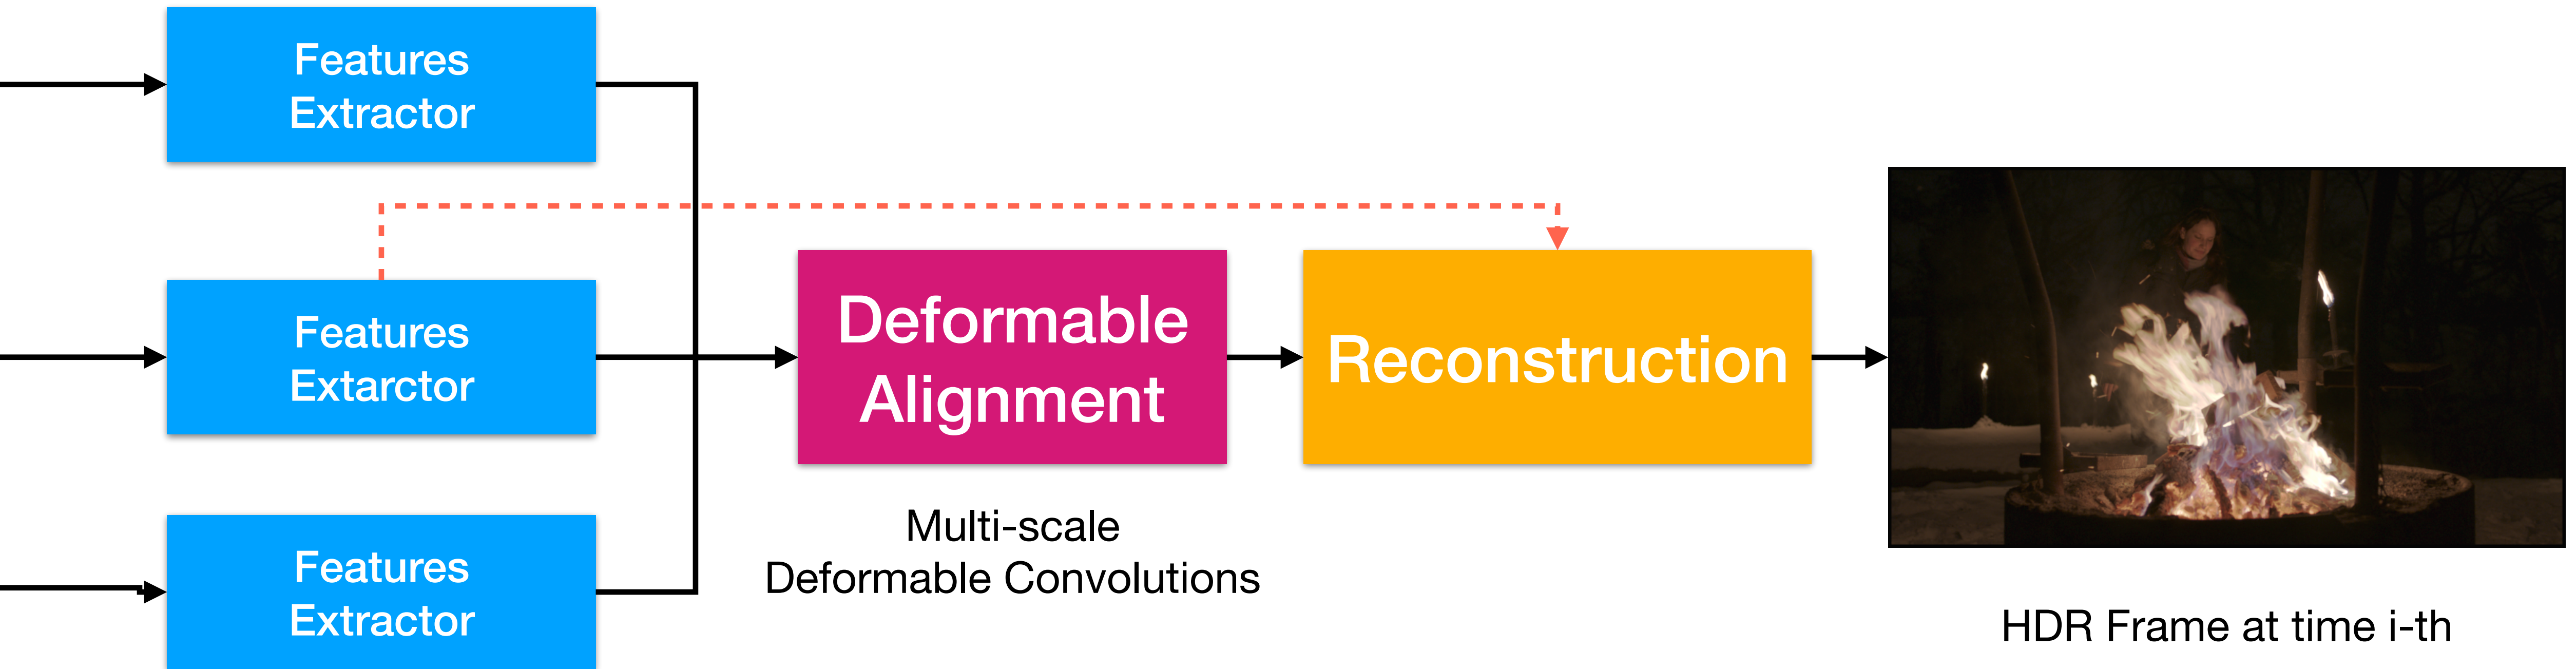 Features
Extractor
Features
Extarctor
Features
Extractor
Deformable
Alignment
Multi-scale
Deformable Convolutions
Reconstruction
HDR Frame at time i-th